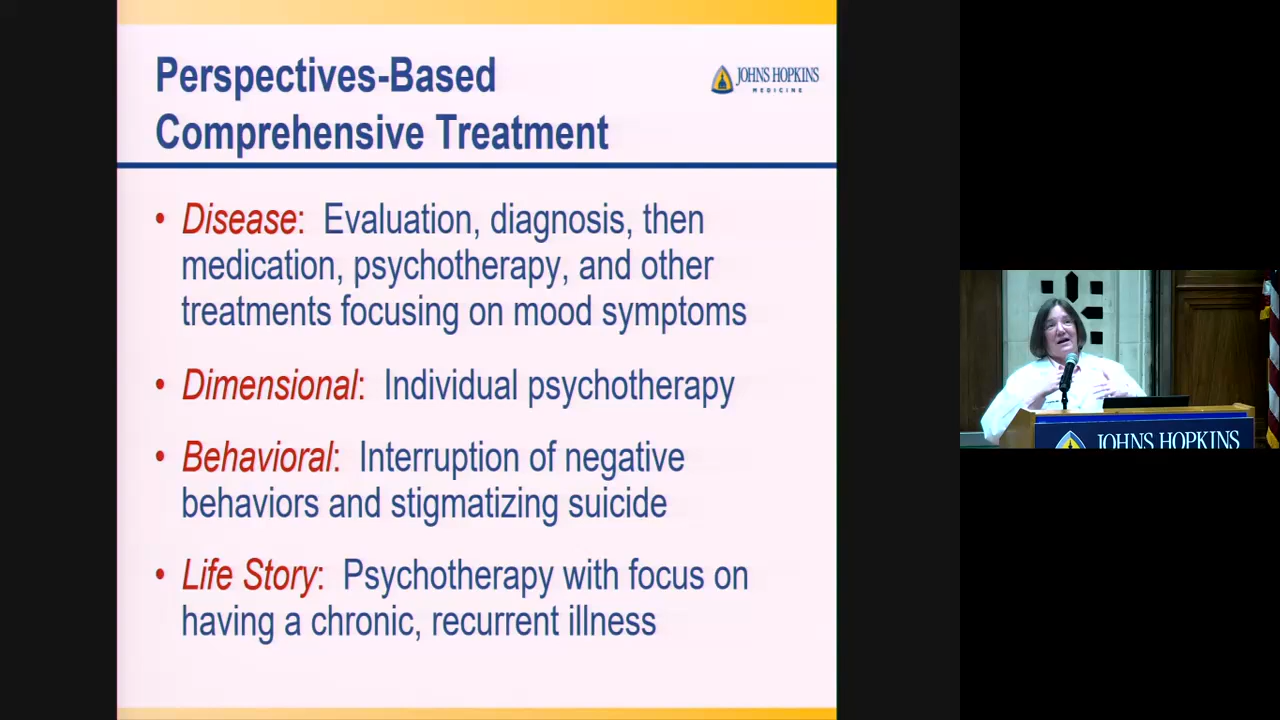 Perspectives-Based
Comprehensive Treatment
JOHNS HOPKINS
MEDICINE
• Disease: Evaluation, diagnosis, then
medication, psychotherapy, and other
treatments focusing on mood symptoms
• Dimensional: Individual psychotherapy
• Behavioral: Interruption of negative
behaviors and stigmatizing suicide
• Life Story: Psychotherapy with focus on
having a chronic, recurrent illness
JOHNS HOPKINS